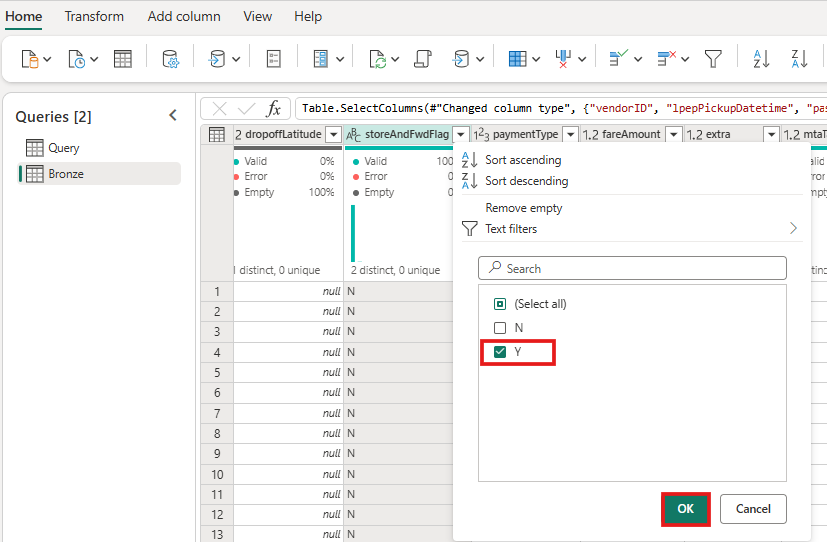 Home Transform Add column View Help
Queries [2]
Query
Bronze
fx Table.SelectColumns(#"Changed column type", {"vendorID", "lpepPickupDatetime", "pas
2 dropoffLatitude ABC storeAndFwdFlag 123 paymentType 1.2 fareAmount 1.2 extra 1.2 mtaT
Valid 0% Valid 100
Error 0% Error 0
Empty 100% Empty 0
1 distinct, 0 unique 2 distinct, 0 unique
Sort ascending
Sort descending
Remove empty
Text filters
Search
(Select all)
N
Y
OK Cancel
1 null N
2 null N
3 null N
4 null N
5 null N
6 null N
7 null N
8 null N
9 null N
10 null N
11 null N
12 null N
13 null N